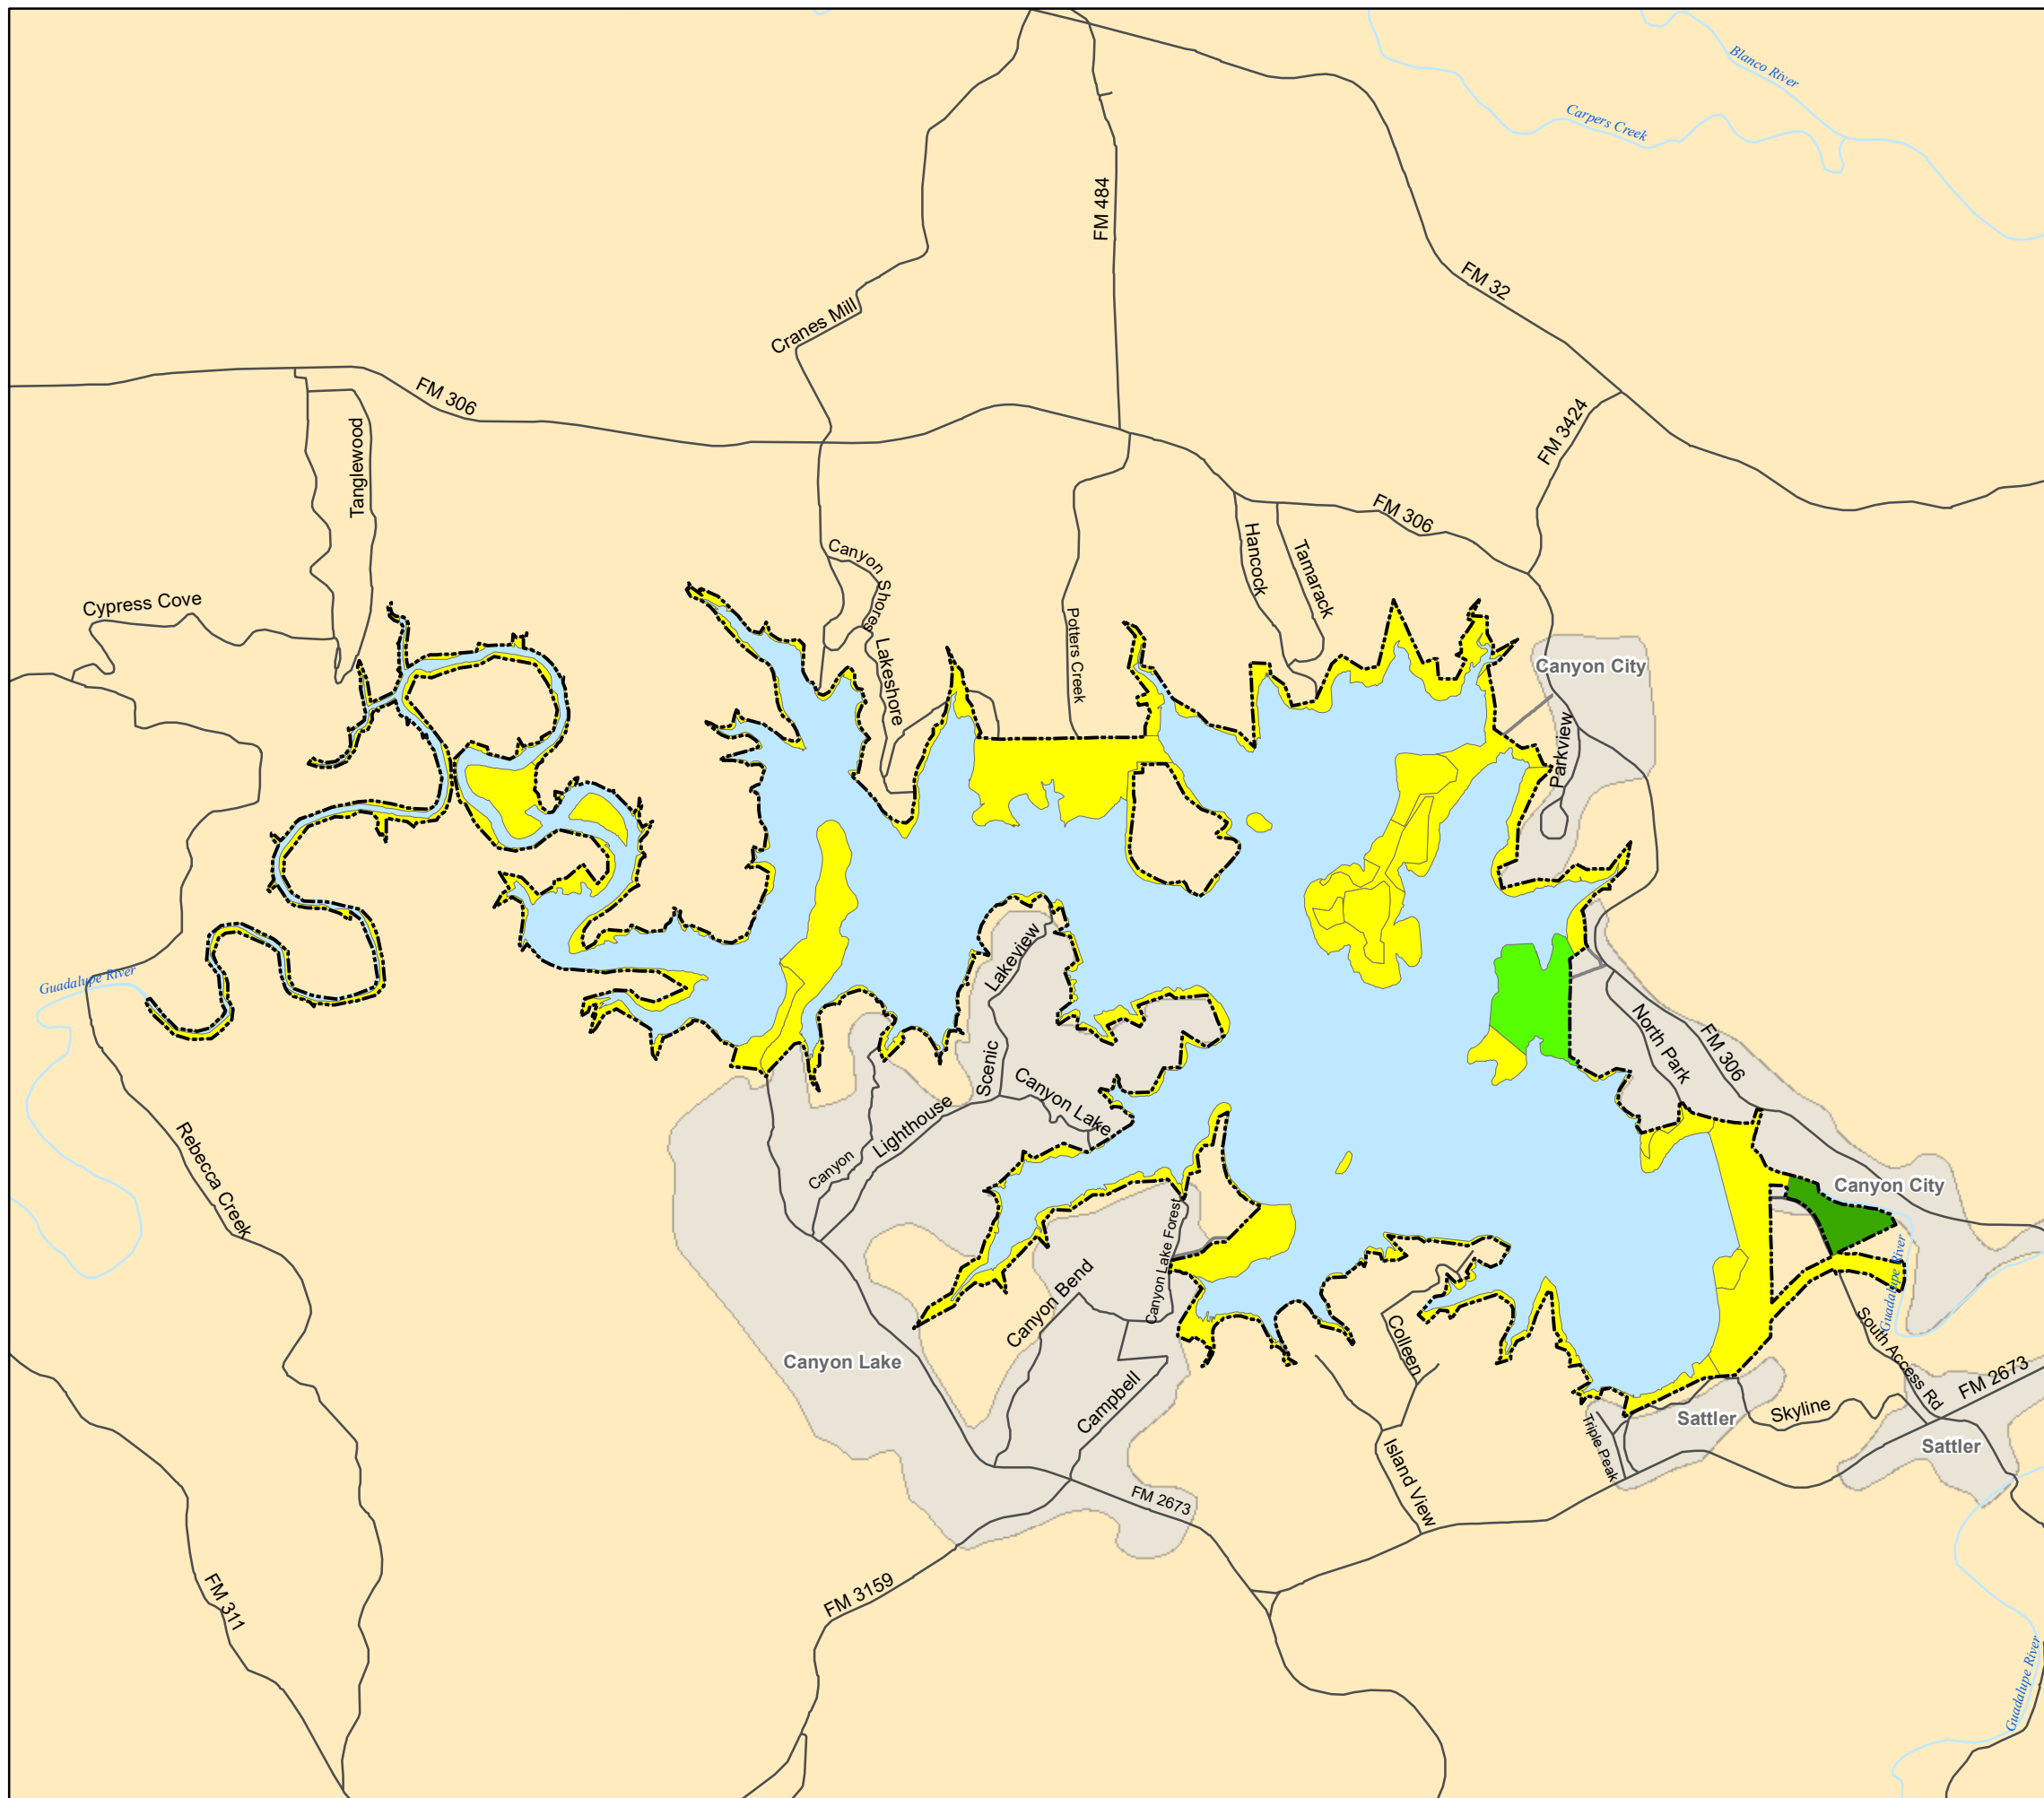 Blanco River
Carpers Creek
FM 484
FM 32
Cranes Mill
FM 306
Tanglewood
FM 3424
FM 306
Canyon
Shores
Hancock
Tamarack
Cypress Cove
Potters Creek
Lakeshore
Canyon City
Parkview
Guadalupe River
Lakeview
North Park
FM 306
Scenic
Canyon Lake
Lighthouse
Canyon
Rebecca Creek
Canyon City
Canyon Lake Forest
Guadalupe River
Canyon Bend
Canyon Lake
Colleen
South Access Rd
FM 2673
Campbell
Triple Peak
Sattler
Skyline
Sattler
Island View
FM 2673
FM 311
FM 3159
Guadalupe River